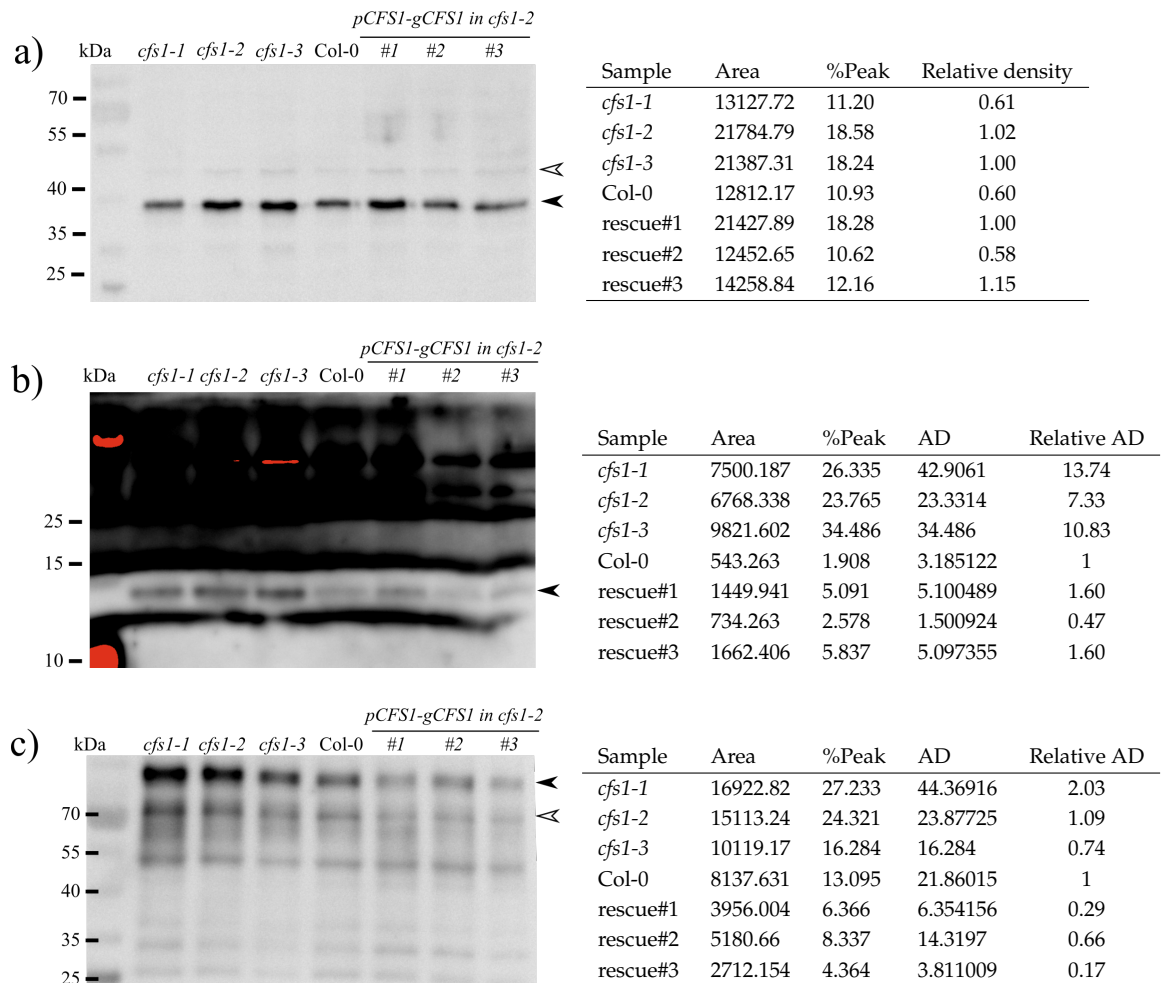 a)
pCFS1-gCFS1 in cfs1-2
kDa cfs1-1 cfs1-2 cfs1-3 Col-0 #1 #2 #3
70
55
40
35
25
Sample Area %Peak Relative density
cfs1-1 13127.72 11.20 0.61
cfs1-2 21784.79 18.58 1.02
cfs1-3 21387.31 18.24 1.00
Col-0 12812.17 10.93 0.60
rescue#1 21427.89 18.28 1.00
rescue#2 12452.65 10.62 0.58
rescue#3 14258.84 12.16 1.15
b)
pCFS1-gCFS1 in cfs1-2
kDa cfs1-1 cfs1-2 cfs1-3 Col-0 #1 #2 #3
25
15
10
Sample Area %Peak AD Relative AD
cfs1-1 7500.187 26.335 42.9061 13.74
cfs1-2 6768.338 23.765 23.3314 7.33
cfs1-3 9821.602 34.486 34.486 10.83
Col-0 543.263 1.908 3.185122 1
rescue#1 1449.941 5.091 5.100489 1.60
rescue#2 734.263 2.578 1.500924 0.47
rescue#3 1662.406 5.837 5.097355 1.60
c)
pCFS1-gCFS1 in cfs1-2
kDa cfs1-1 cfs1-2 cfs1-3 Col-0 #1 #2 #3
70
55
40
35
25
Sample Area %Peak AD Relative AD
cfs1-1 16922.82 27.233 44.36916 2.03
cfs1-2 15113.24 24.321 23.87725 1.09
cfs1-3 10119.17 16.284 16.284 0.74
Col-0 8137.631 13.095 21.86015 1
rescue#1 3956.004 6.366 6.354156 0.29
rescue#2 5180.66 8.337 14.3197 0.66
rescue#3 2712.154 4.364 3.811009 0.17